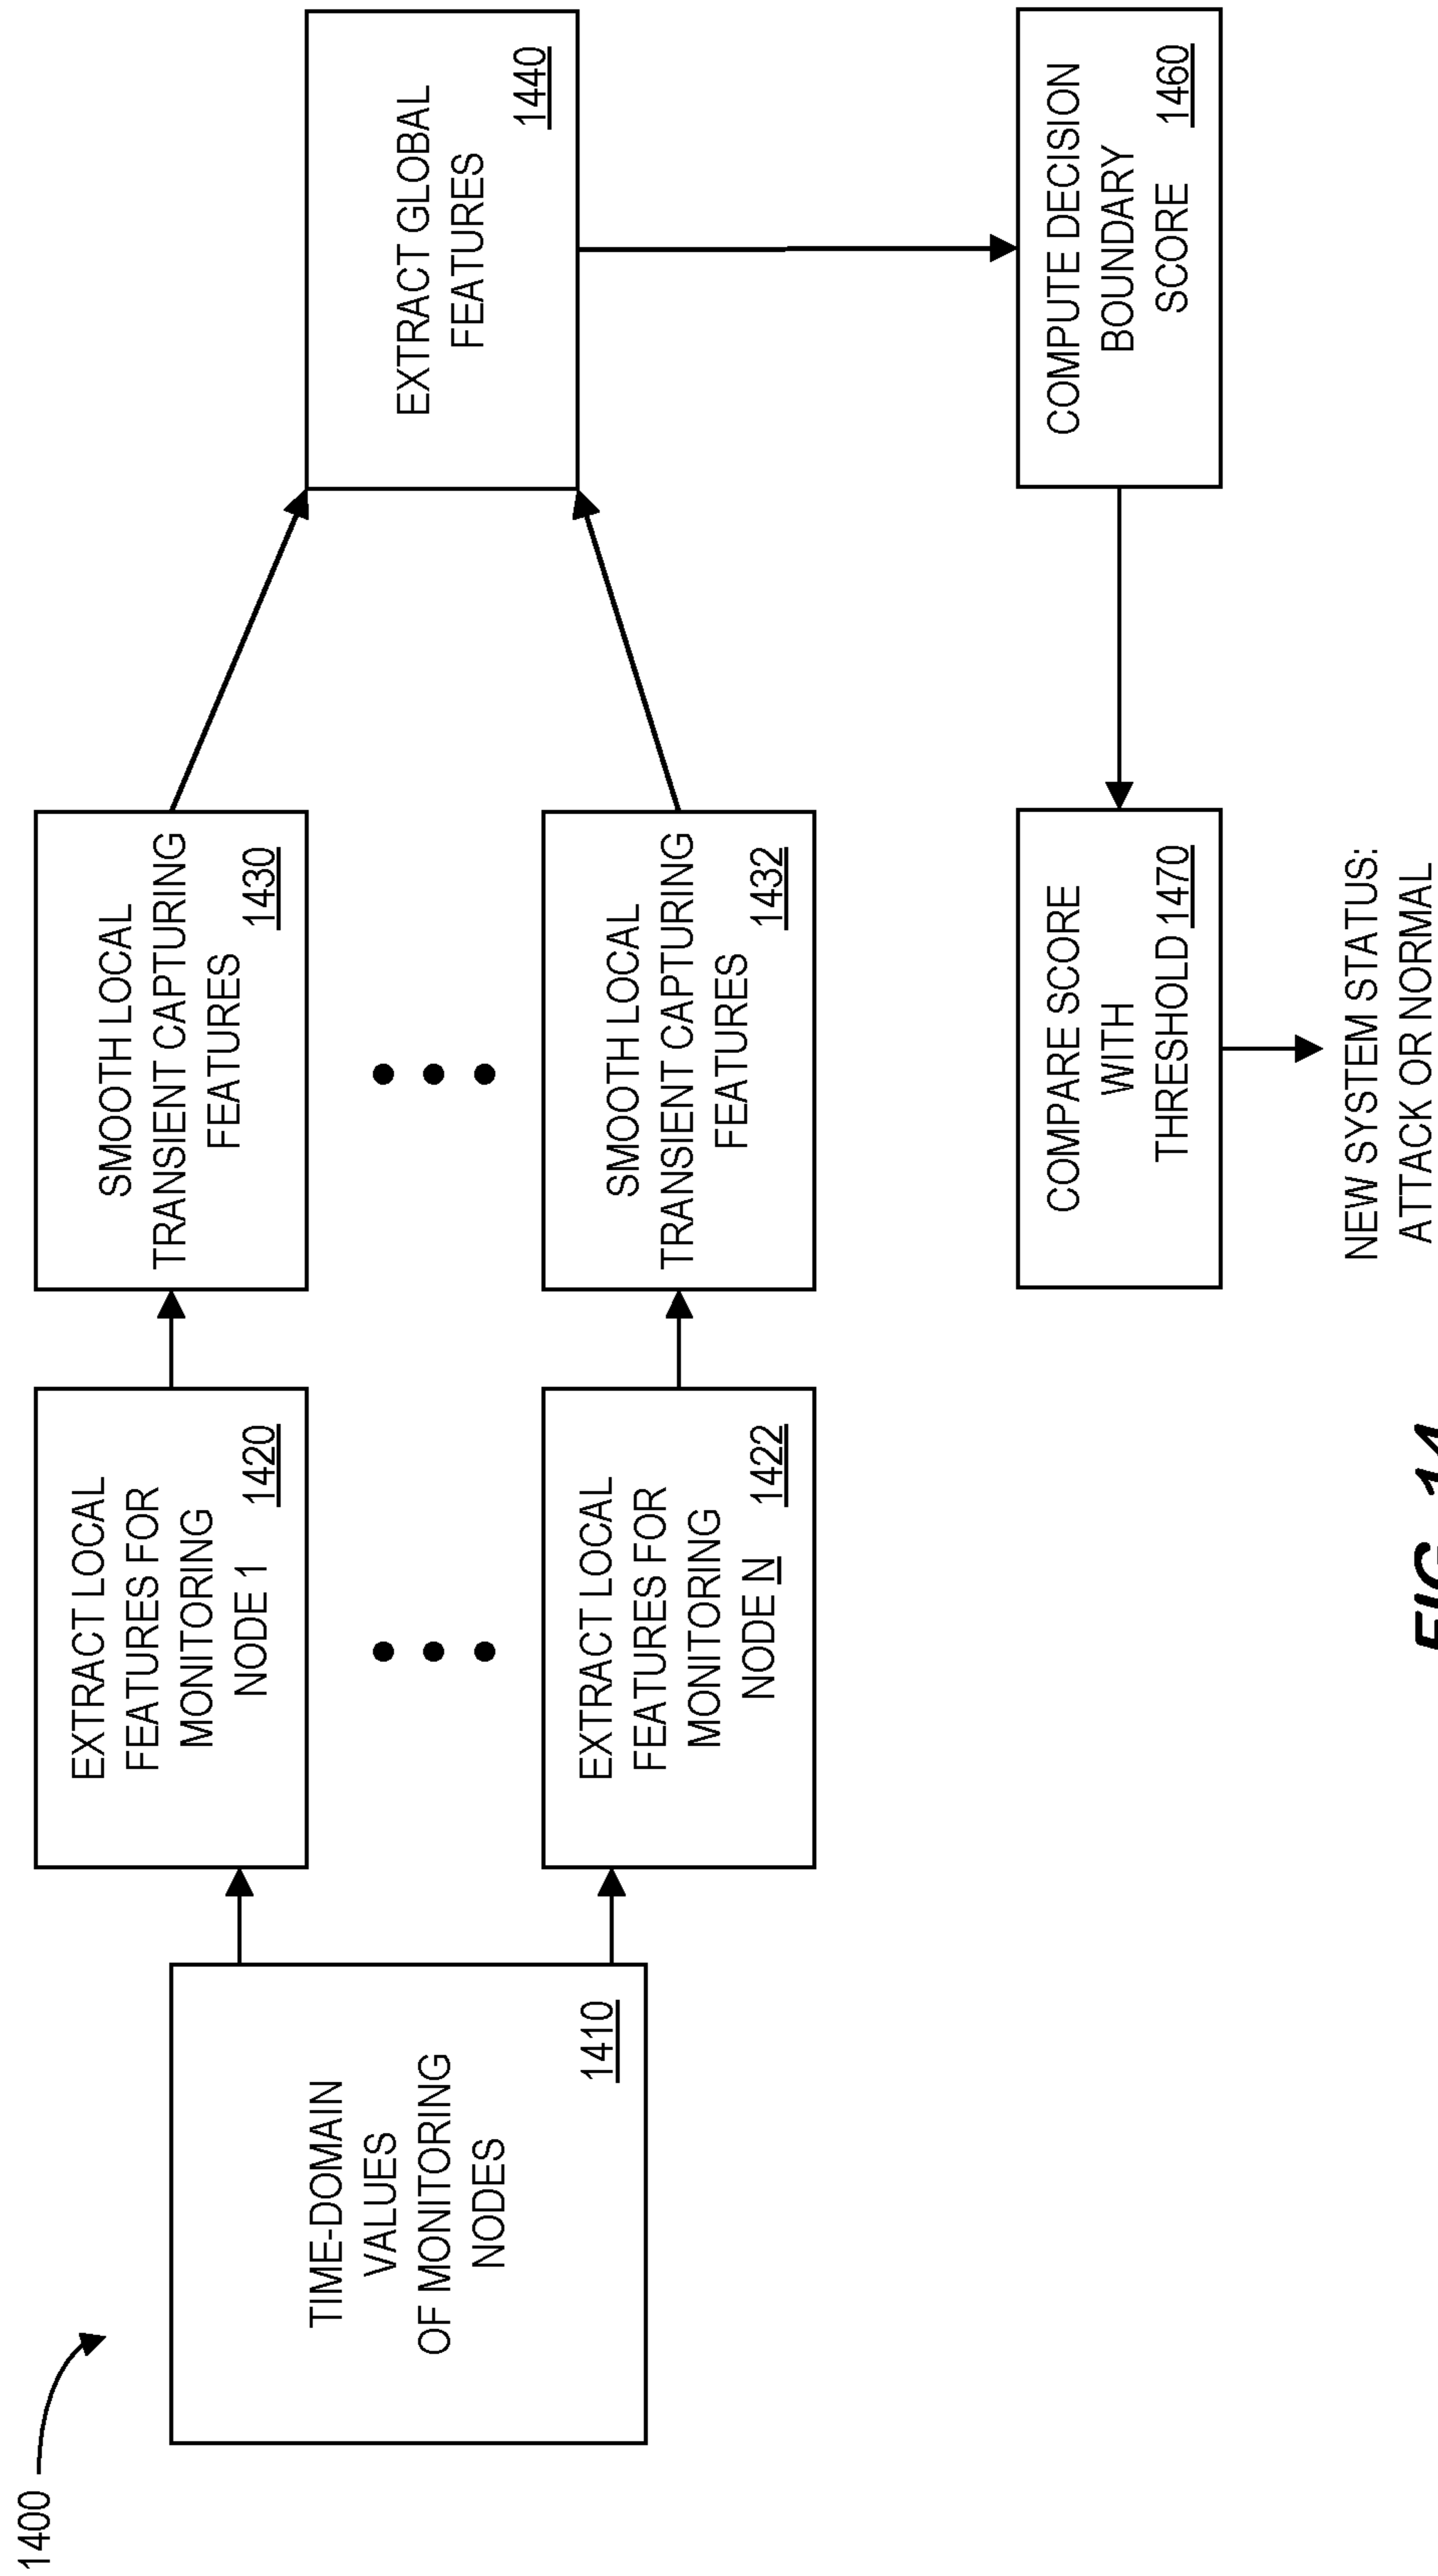 1400
TIME-DOMAIN
VALUES
OF MONITORING
NODES
1410
EXTRACT LOCAL
FEATURES FOR
MONITORING
NODE 1
1420
EXTRACT LOCAL
FEATURES FOR
MONITORING
NODE N
1422
SMOOTH LOCAL
TRANSIENT CAPTURING
FEATURES
1430
SMOOTH LOCAL
TRANSIENT CAPTURING
FEATURES
1432
EXTRACT GLOBAL
FEATURES
1440
COMPUTE DECISION
BOUNDARY
SCORE 1460
COMPARE SCORE
WITH
THRESHOLD 1470
NEW SYSTEM STATUS:
ATTACK OR NORMAL
FIG. 14